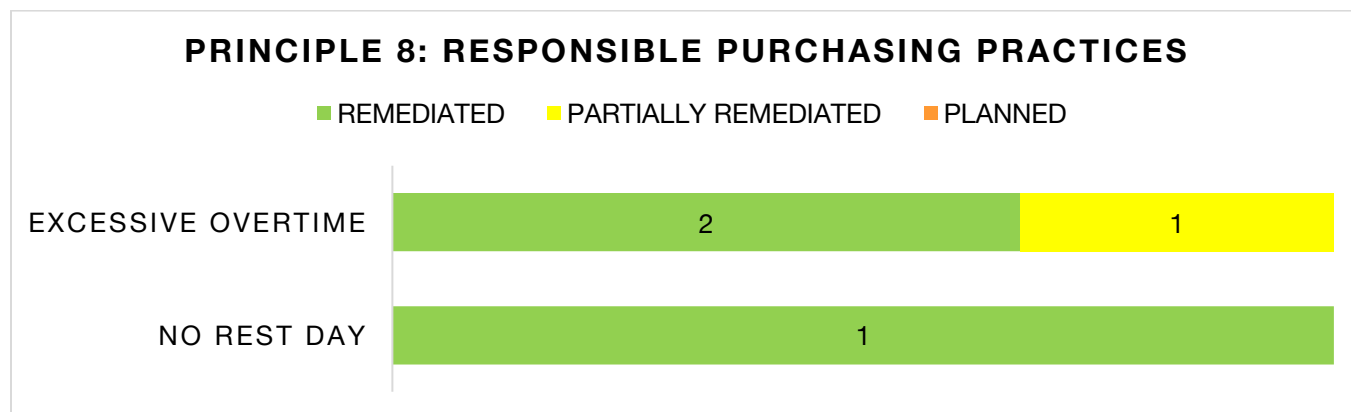 PRINCIPLE 8: RESPONSIBLE PURCHASING PRACTICES
REMEDIATED PARTIALLY REMEDIATED PLANNED
EXCESSIVE OVERTIME 2 1
NO REST DAY 1